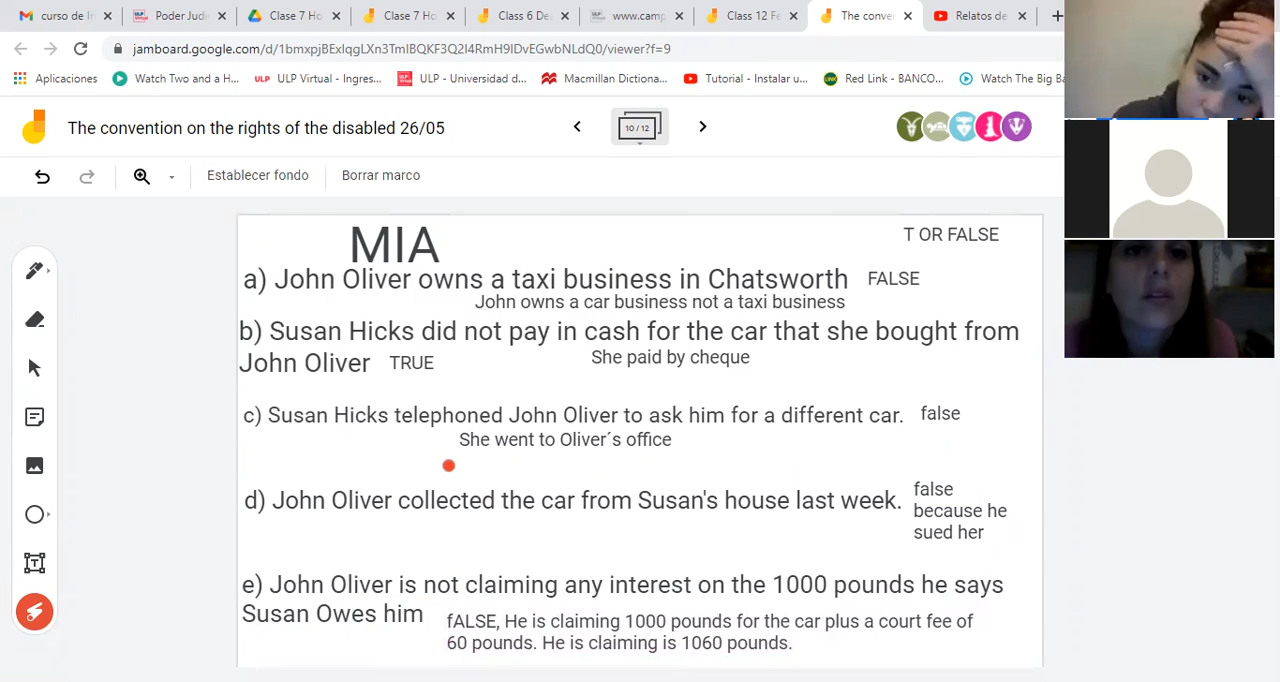 curso de In
Poder Judi
Clase 7 Ho
Clase 7 Ho
Class 6 De
www.camp
Class 12 Fe
The conve
Relatos de
jamboard.google.com/d/1bmxpjBExlqgLXn3TmlBQKF3Q2I4RmH9lDvEGwbNLdQ0/viewer?f=9
Aplicaciones
Watch Two and a H...
ULP ULP Virtual - Ingres...
ULP - Universidad d...
Macmillan Dictiona...
Tutorial - Instalar u...
Red Link - BANCO...
Watch The Big Ba
The convention on the rights of the disabled 26/05
10 / 12
Establecer fondo
Borrar marco
MIA
T OR FALSE
a) John Oliver owns a taxi business in Chatsworth FALSE
John owns a car business not a taxi business
b) Susan Hicks did not pay in cash for the car that she bought from
John Oliver TRUE
She paid by cheque
c) Susan Hicks telephoned John Oliver to ask him for a different car. false
She went to Oliver´s office
d) John Oliver collected the car from Susan's house last week.
false
because he
sued her
e) John Oliver is not claiming any interest on the 1000 pounds he says
Susan Owes him
fALSE, He is claiming 1000 pounds for the car plus a court fee of
60 pounds. He is claiming is 1060 pounds.